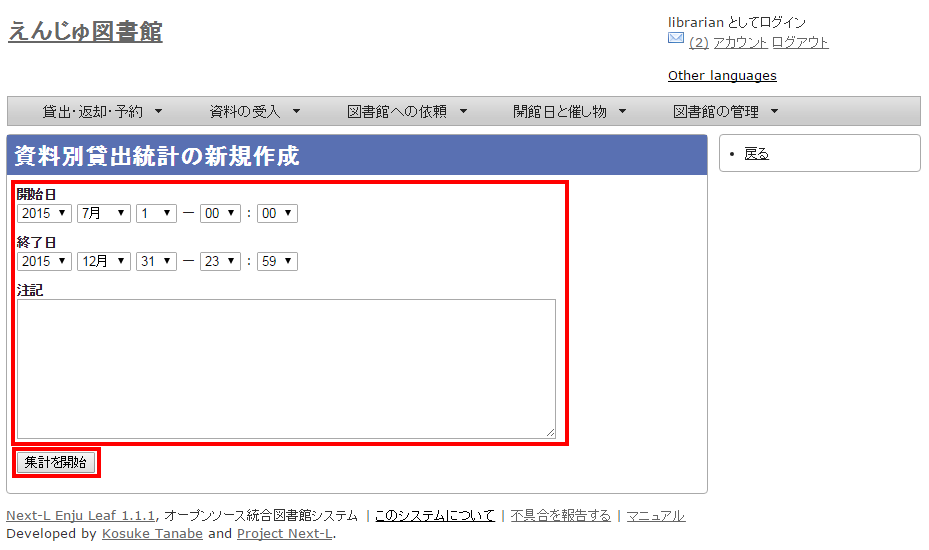 えんじゅ図書館
librarian としてログイン
(2) アカウント ログアウト
Other languages
貸出・返却・予約 ▼ 資料の受入 ▼ 図書館への依頼 ▼ 開館日と催し物 ▼ 図書館の管理 ▼
資料別貸出統計の新規作成
• 戻る
開始日
2015 ▼ 7月 ▼ 1 ▼ — 00 ▼ : 00 ▼
終了日
2015 ▼ 12月 ▼ 31 ▼ — 23 ▼ : 59 ▼
注記
集計を開始
Next-L Enju Leaf 1.1.1, オープンソース統合図書館システム | このシステムについて | 不具合を報告する | マニュアル
Developed by Kosuke Tanabe and Project Next-L.